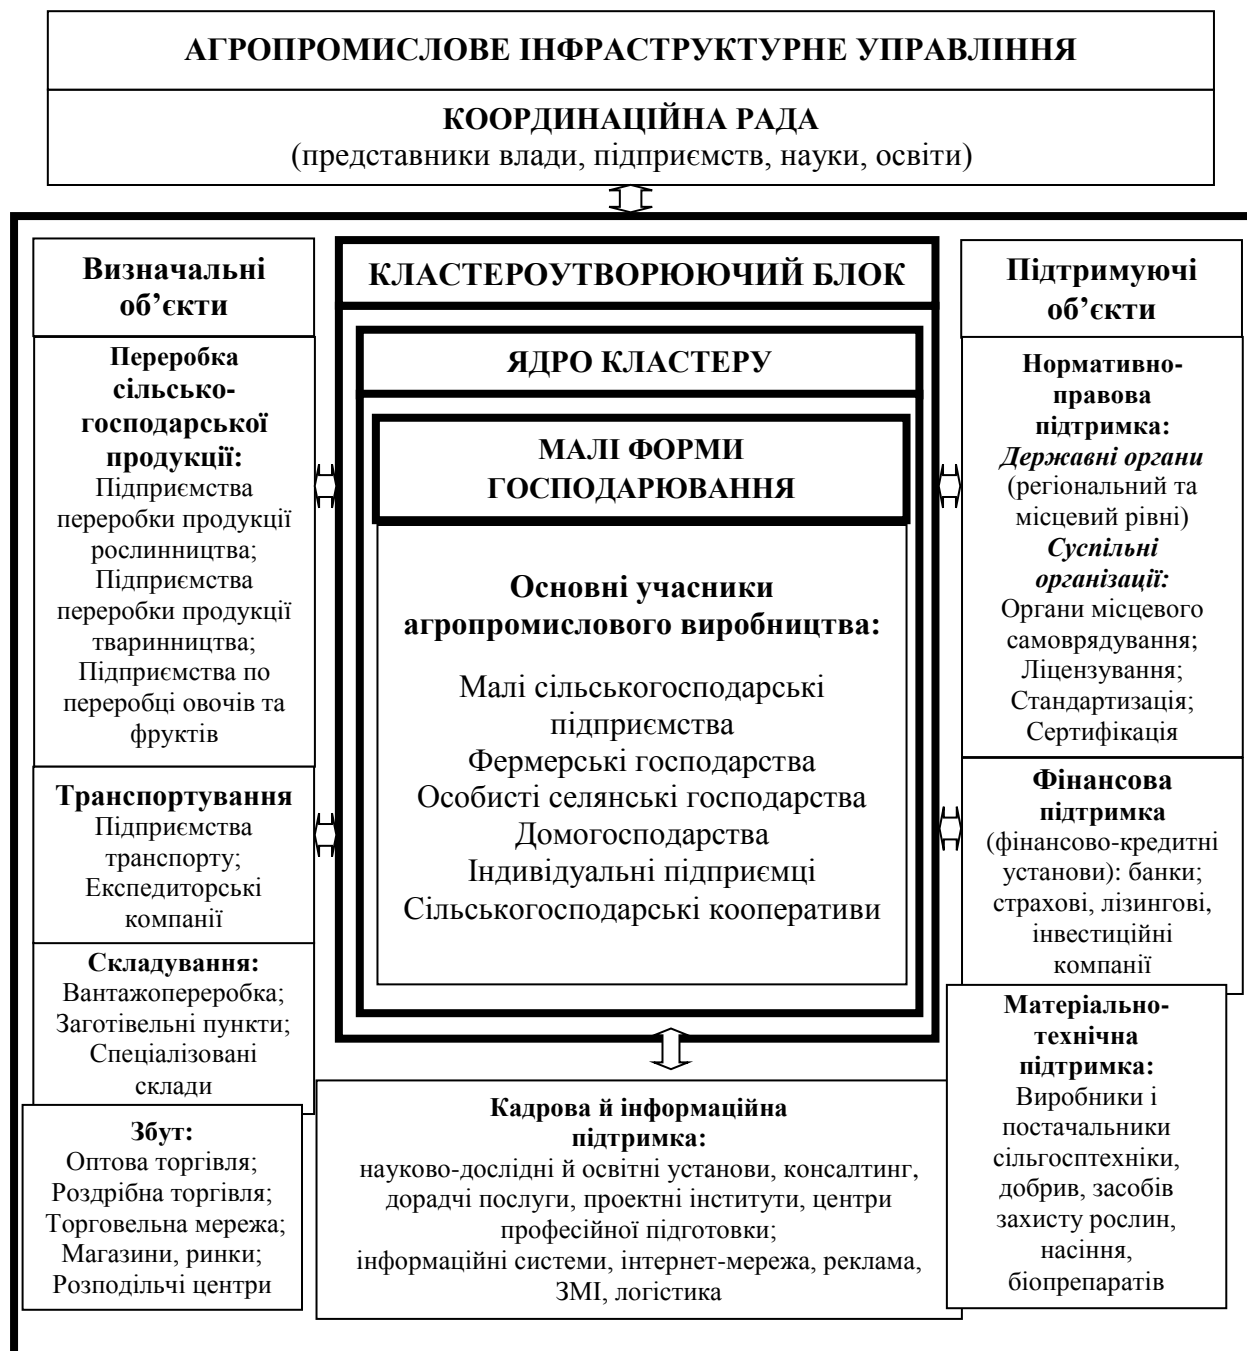 АГРОПРОМИСЛОВЕ ІНФРАСТРУКТУРНЕ УПРАВЛІННЯ
КООРДИНАЦІЙНА РАДА
(представники влади, підприємств, науки, освіти)
Визначальні
об’єкти
Переробка
сільсько-
господарської
продукції:
Підприємства
переробки продукції
рослинництва;
Підприємства
переробки продукції
тваринництва;
Підприємства по
переробці овочів та
фруктів
Транспортування
Підприємства
транспорту;
Експедиторські
компанії
Складування:
Вантажопереробка;
Заготівельні пункти;
Спеціалізовані
склади
Збут:
Оптова торгівля;
Роздрібна торгівля;
Торговельна мережа;
Магазини, ринки;
Розподільчі центри
КЛАСТЕРОУТВОРЮЮЧИЙ БЛОК
ЯДРО КЛАСТЕРУ
МАЛІ ФОРМИ
ГОСПОДАРЮВАННЯ
Основні учасники
агропромислового виробництва:
Малі сільськогосподарські
підприємства
Фермерські господарства
Особисті селянські господарства
Домогосподарства
Індивідуальні підприємці
Сільськогосподарські кооперативи
Кадрова й інформаційна
підтримка:
науково-дослідні й освітні установи, консалтинг,
дорадчі послуги, проектні інститути, центри
професійної підготовки;
інформаційні системи, інтернет-мережа, реклама,
ЗМІ, логістика
Підтримуючі
об’єкти
Нормативно-
правова
підтримка:
Державні органи
(регіональний та
місцевий рівні)
Суспільні
організації:
Органи місцевого
самоврядування;
Ліцензування;
Стандартизація;
Сертифікація
Фінансова
підтримка
(фінансово-кредитні
установи): банки;
страхові, лізингові,
інвестиційні
компанії
Матеріально-
технічна
підтримка:
Виробники і
постачальники
сільгосптехніки,
добрив, засобів
захисту рослин,
насіння,
біопрепаратів